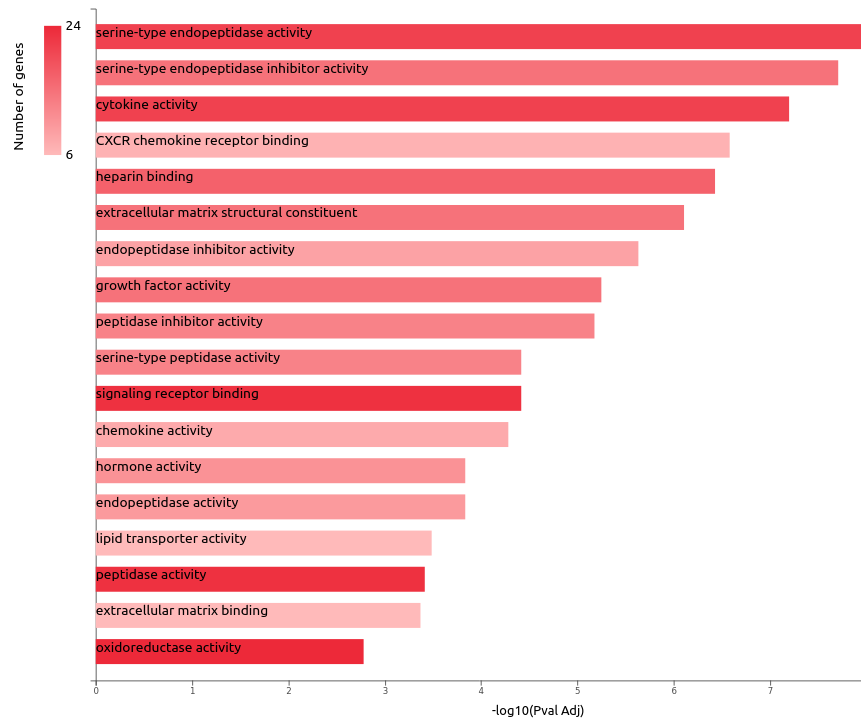 24
Number of genes
6
serine-type endopeptidase activity
serine-type endopeptidase inhibitor activity
cytokine activity
CXCR chemokine receptor binding
heparin binding
extracellular matrix structural constituent
endopeptidase inhibitor activity
growth factor activity
peptidase inhibitor activity
serine-type peptidase activity
signaling receptor binding
chemokine activity
hormone activity
endopeptidase activity
lipid transporter activity
peptidase activity
extracellular matrix binding
oxidoreductase activity
0 1 2 3 4 5 6 7
-log10(Pval Adj)